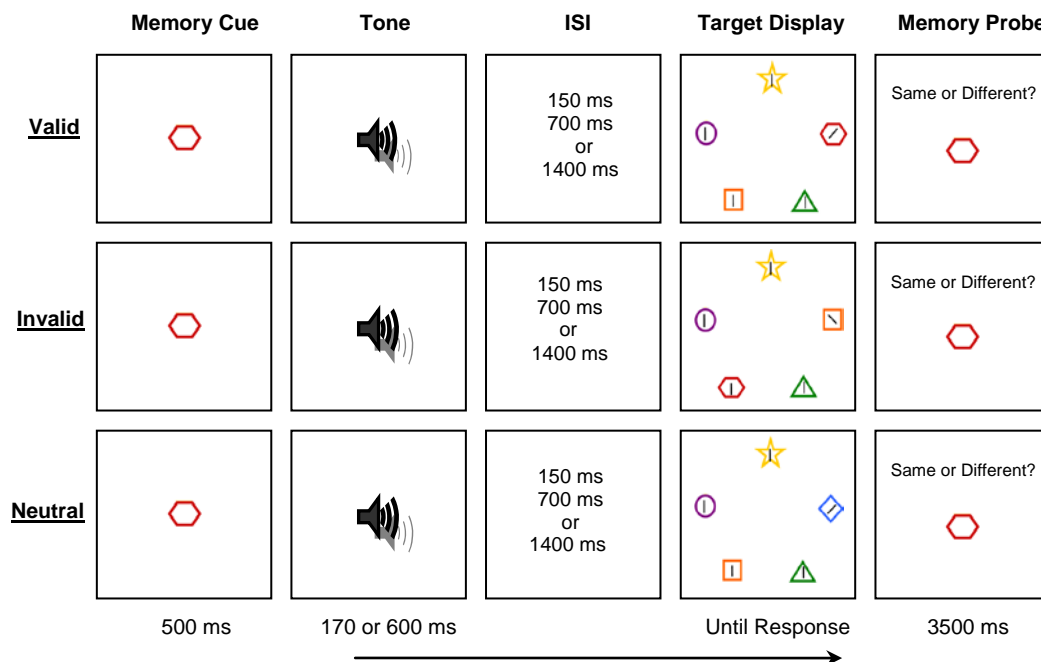 Memory Cue Tone ISI Target Display Memory Probe
Valid
150 ms
700 ms
or
1400 ms
Same or Different?
Invalid
150 ms
700 ms
or
1400 ms
Same or Different?
Neutral
150 ms
700 ms
or
1400 ms
Same or Different?
500 ms 170 or 600 ms Until Response 3500 ms